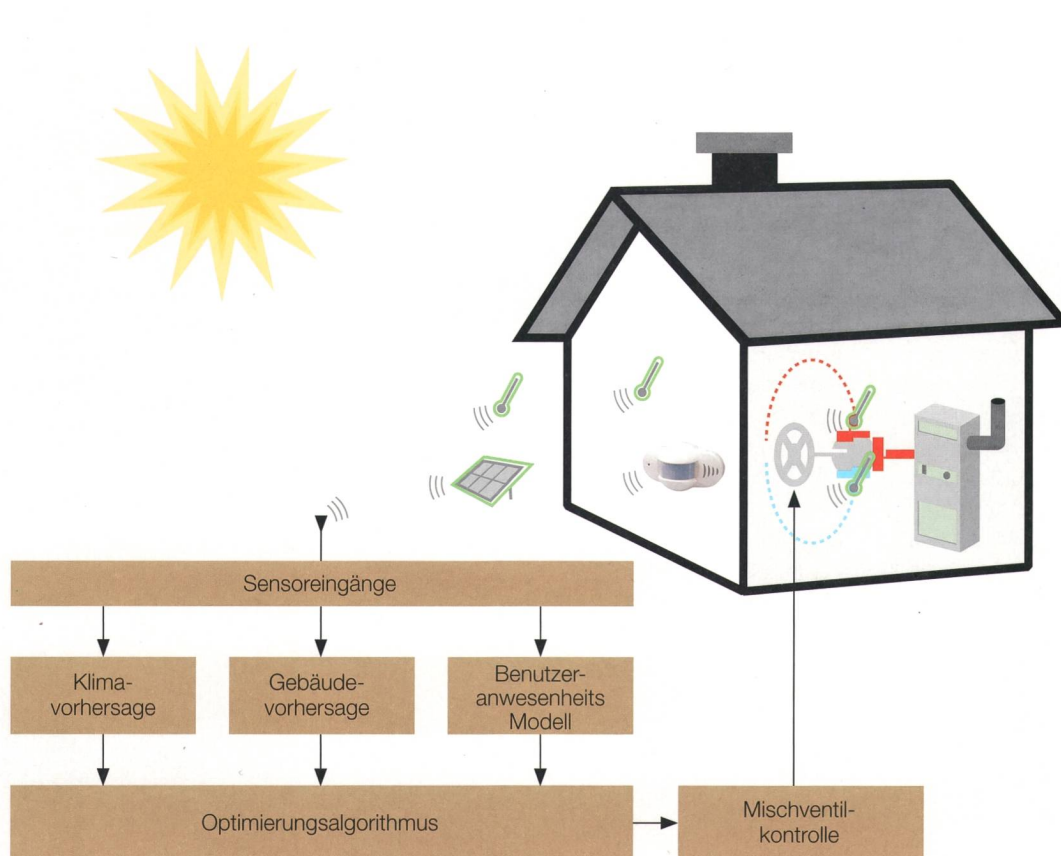 Sensoreingänge
Klima-
vorhersage
Gebäude-
vorhersage
Benutzer-
anwesenheits
Modell
Optimierungsalgorithmus
Mischventil-
kontrolle